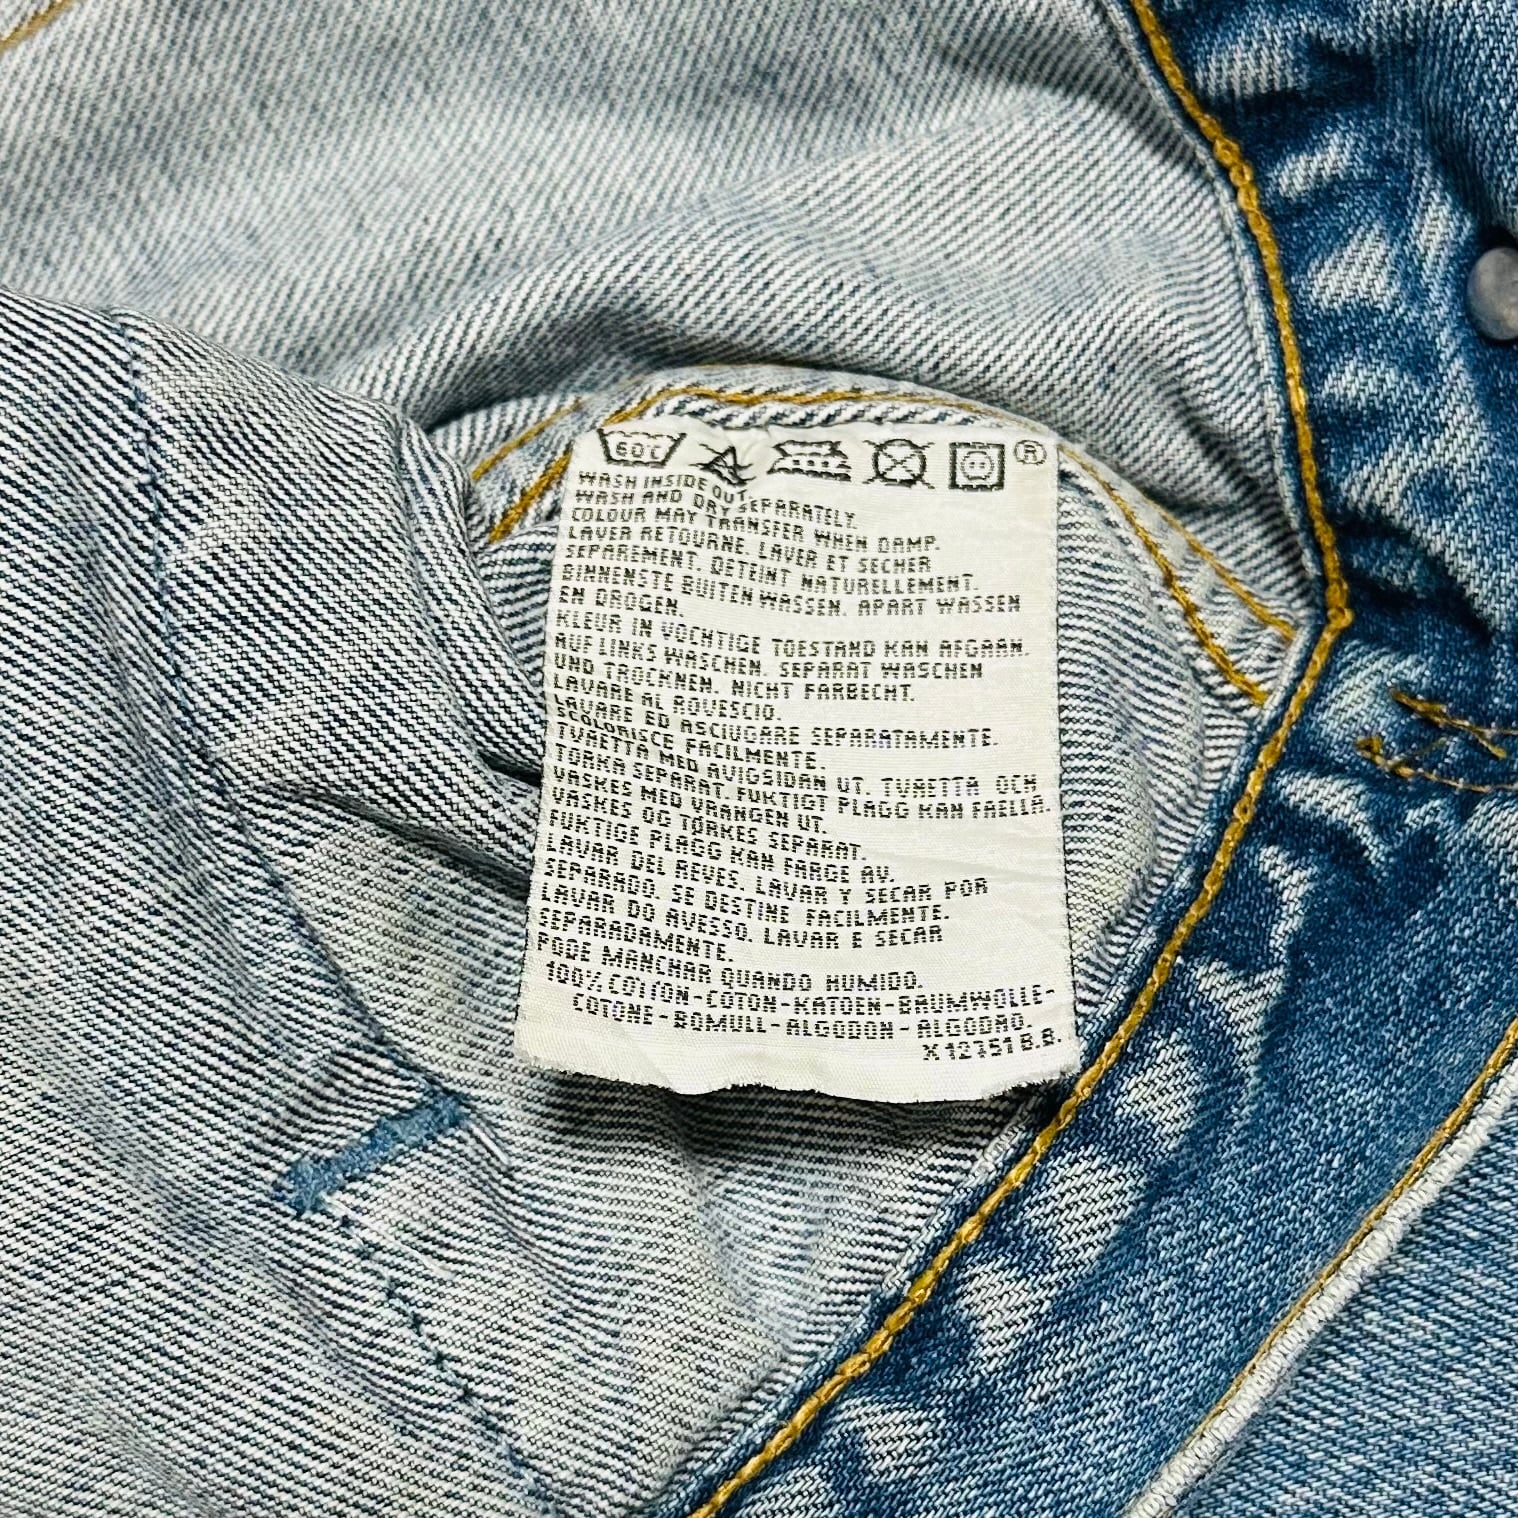 60°C
®
WASH INSIDE OUT.
WASH AND DRY SEPARATELY.
COLOUR MAY TRANSFER WHEN DAMP.
LAVER RETOURNE. LAVER ET SECHER
SEPAREMENT. DETEINT NATURELLEMENT.
BINNENSTE BUITEN WASSEN. APART WASSEN
EN DROGEN.
KLEUR IN VOCHTIGE TOESTAND KAN AFGAAN.
AUF LINKS WASCHEN. SEPARAT WASCHEN
UND TROCKNEN. NICHT FARBECHT.
LAVARE AL ROVESCIO.
LAVARE ED ASCIUGARE SEPARATAMENTE.
SCOLORISCE FACILMENTE.
TVAETTA MED AVIGSIDAN UT. TVAETTA OCH
TORKA SEPARAT. FUKTIGT PLAGG KAN FAELLA.
VASKES MED VRANGEN UT.
VASKES OG TØRKES SEPARAT.
FUKTIGE PLAGG KAN FARGE AV.
LAVAR DEL REVES. LAVAR Y SECAR POR
SEPARADO. SE DESTINE FACILMENTE.
LAVAR DO AVESSO. LAVAR E SECAR
SEPARADAMENTE.
PODE MANCHAR QUANDO HUMIDO.
100% COTTON-COTON-KATOEN-BAUMWOLLE-
COTONE-BOMULL-ALGODON-ALGODAO.
X 12751 B.B.